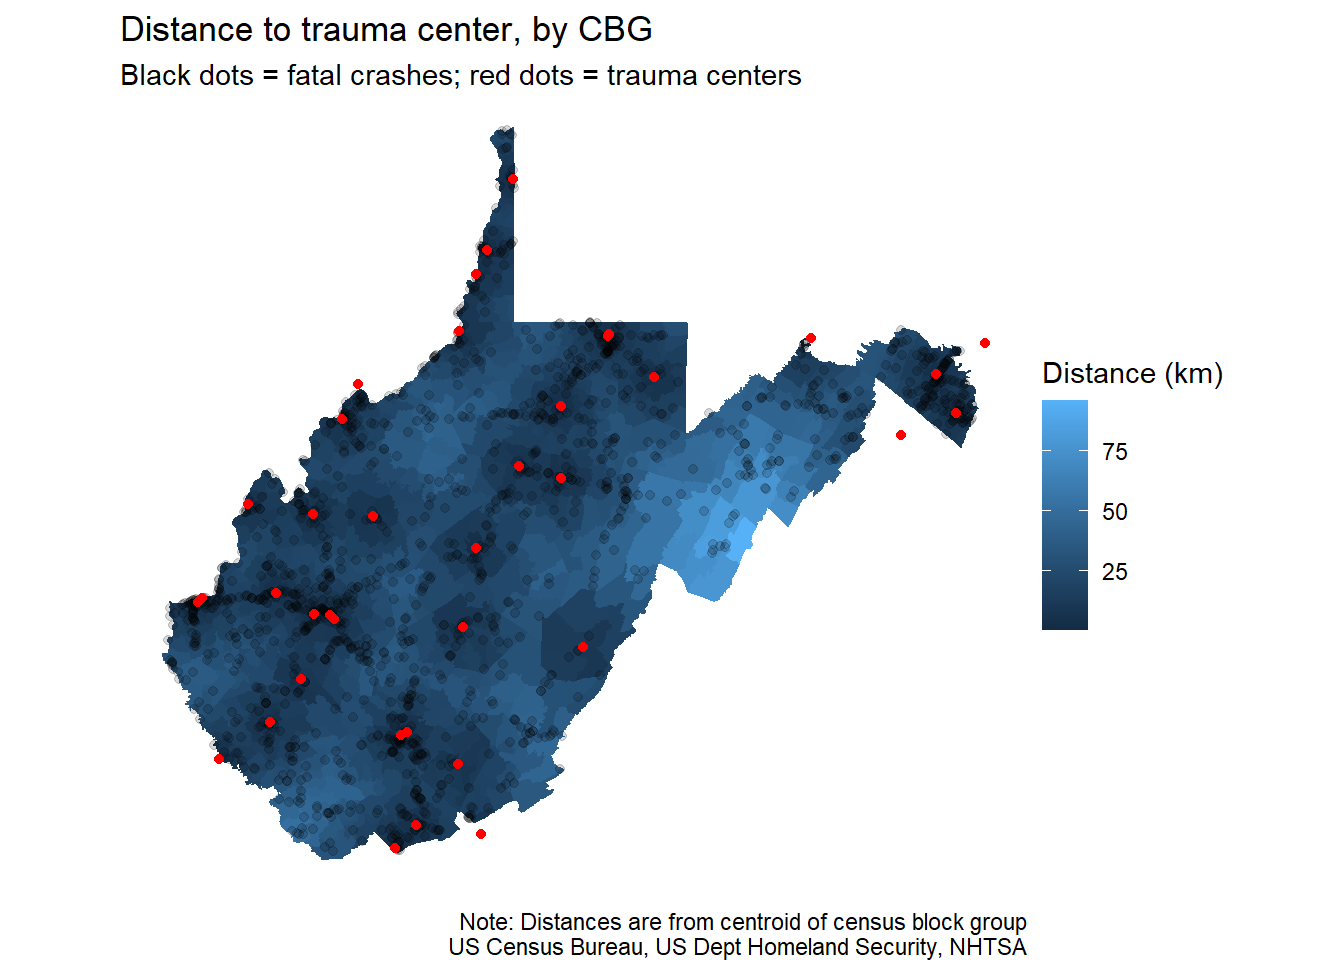 Distance to trauma center, by CBG
Black dots = fatal crashes; red dots = trauma centers
Distance (km)
75
50
25
Note: Distances are from centroid of census block group
US Census Bureau, US Dept Homeland Security, NHTSA